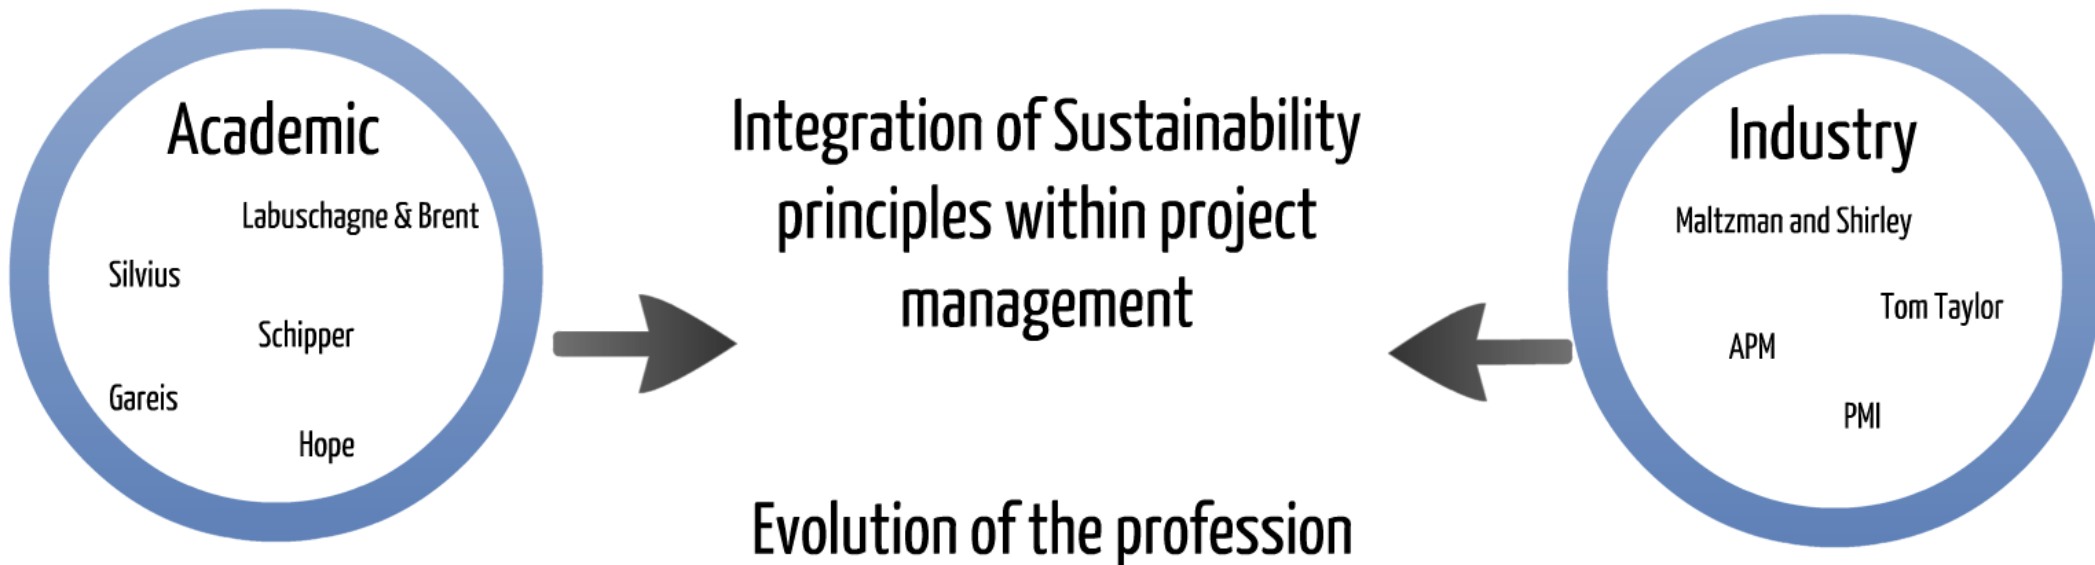 Academic
Labuschagne & Brent
Silvius
Schipper
Gareis
Hope
Integration of Sustainability
principles within project
management
Evolution of the profession
Industry
Maltzman and Shirley
Tom Taylor
APM
PMI